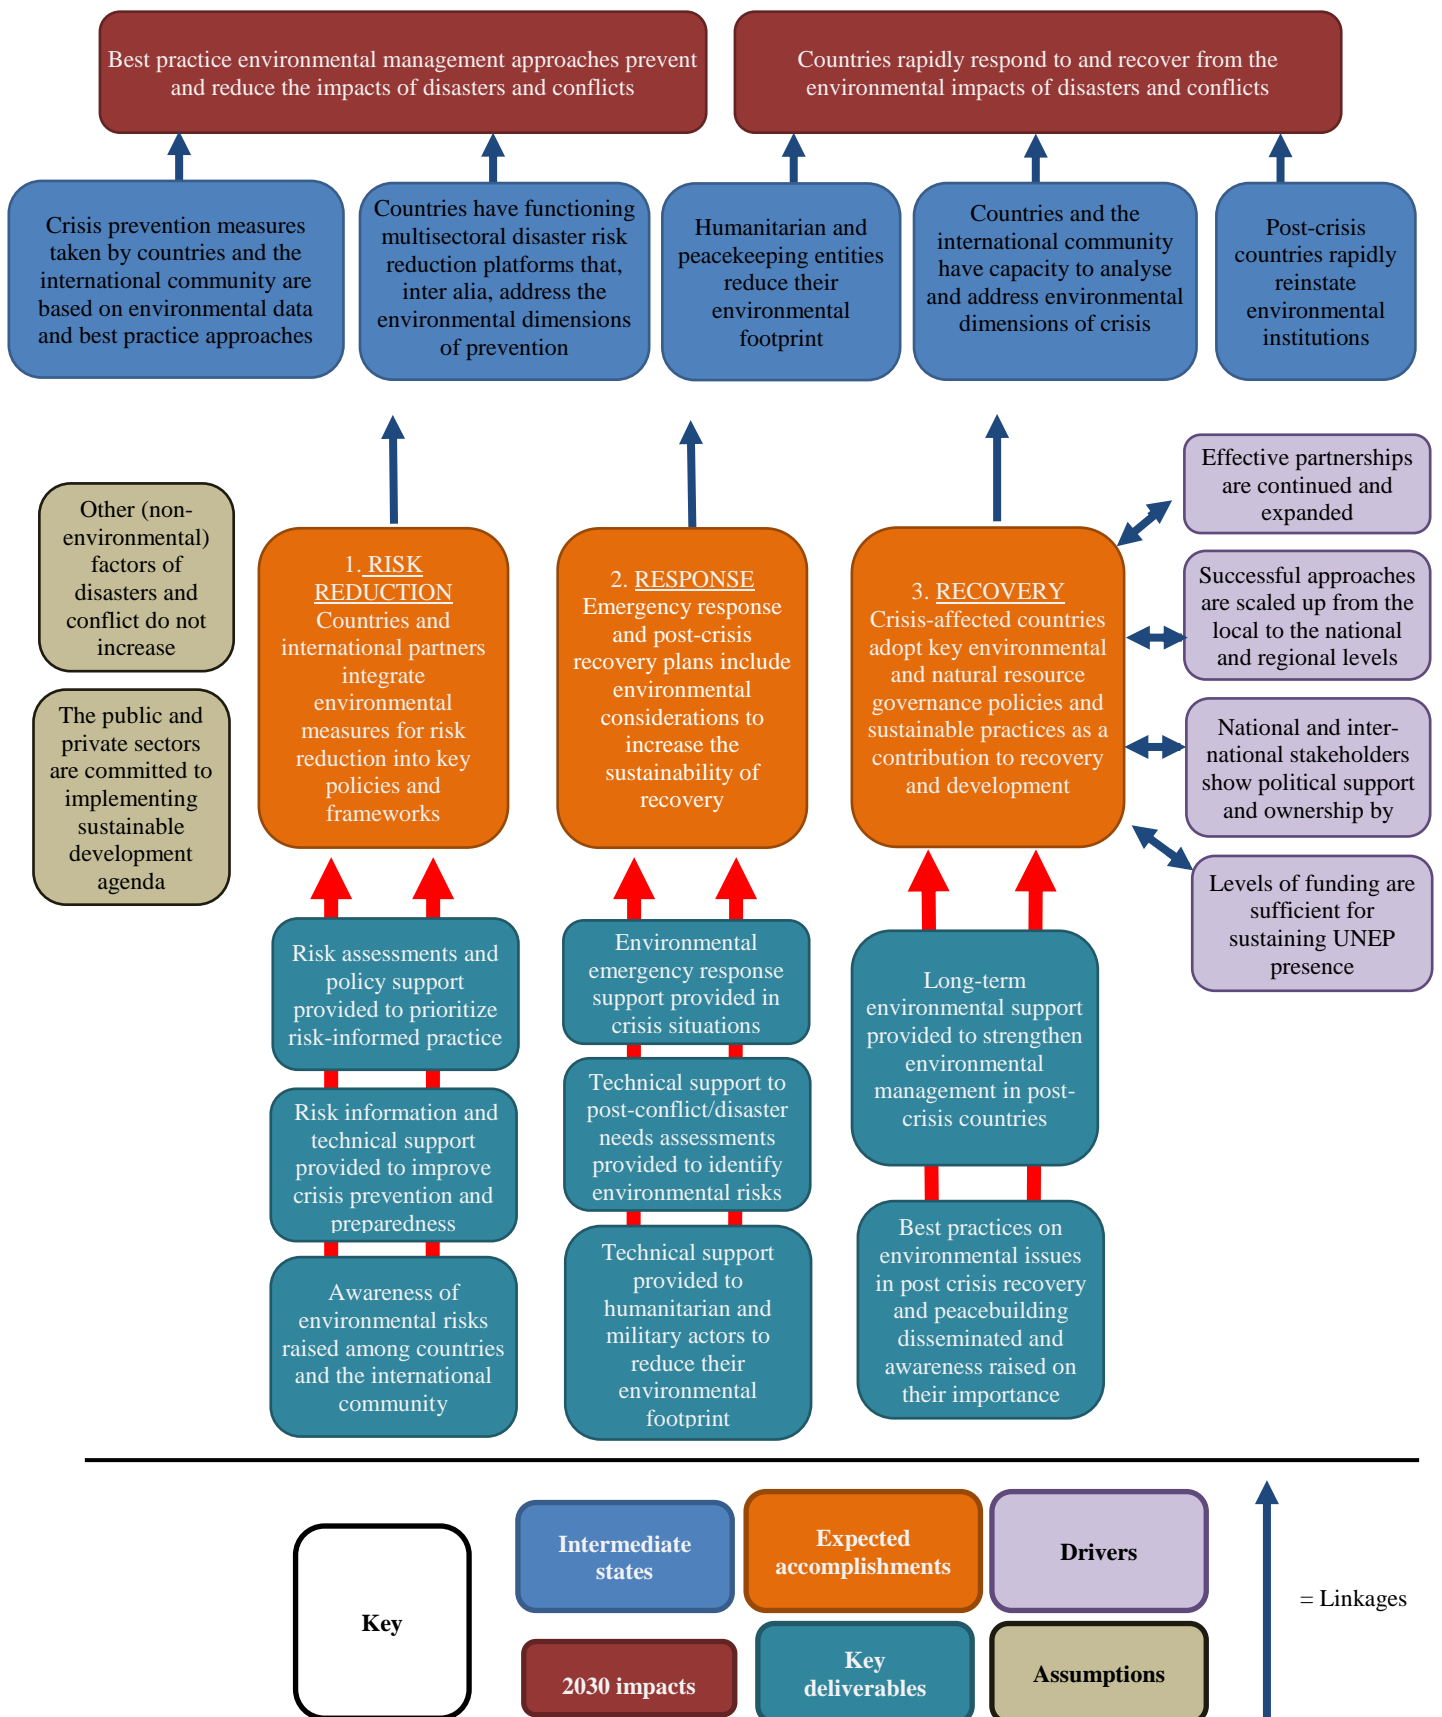 Best practice environmental management approaches prevent
and reduce the impacts of disasters and conflicts
Countries rapidly respond to and recover from the
environmental impacts of disasters and conflicts
Crisis prevention measures
taken by countries and the
international community are
based on environmental data
and best practice approaches
Countries have functioning
multisectoral disaster risk
reduction platforms that,
inter alia, address the
environmental dimensions
of prevention
Humanitarian and
peacekeeping entities
reduce their
environmental
footprint
Countries and the
international community
have capacity to analyse
and address environmental
dimensions of crisis
Post-crisis
countries rapidly
reinstate
environmental
institutions
Other (non-
environmental)
factors of
disasters and
conflict do not
increase
The public and
private sectors
are committed to
implementing
sustainable
development
agenda
1. RISK
REDUCTION
Countries and
international partners
integrate
environmental
measures for risk
reduction into key
policies and
frameworks
2. RESPONSE
Emergency response
and post-crisis
recovery plans include
environmental
considerations to
increase the
sustainability of
recovery
3. RECOVERY
Crisis-affected countries
adopt key environmental
and natural resource
governance policies and
sustainable practices as a
contribution to recovery
and development
Effective partnerships
are continued and
expanded
Successful approaches
are scaled up from the
local to the national
and regional levels
National and inter-
national stakeholders
show political support
and ownership by
Levels of funding are
sufficient for
sustaining UNEP
presence
Risk assessments and
policy support
provided to prioritize
risk-informed practice
Risk information and
technical support
provided to improve
crisis prevention and
preparedness
Awareness of
environmental risks
raised among countries
and the international
community
Environmental
emergency response
support provided in
crisis situations
Technical support to
post-conflict/disaster
needs assessments
provided to identify
environmental risks
Technical support
provided to
humanitarian and
military actors to
reduce their
environmental
footprint
Long-term
environmental support
provided to strengthen
environmental
management in post-
crisis countries
Best practices on
environmental issues
in post crisis recovery
and peacebuilding
disseminated and
awareness raised on
their importance
Key
Intermediate
states
Expected
accomplishments
Drivers
2030 impacts
Key
deliverables
Assumptions
= Linkages